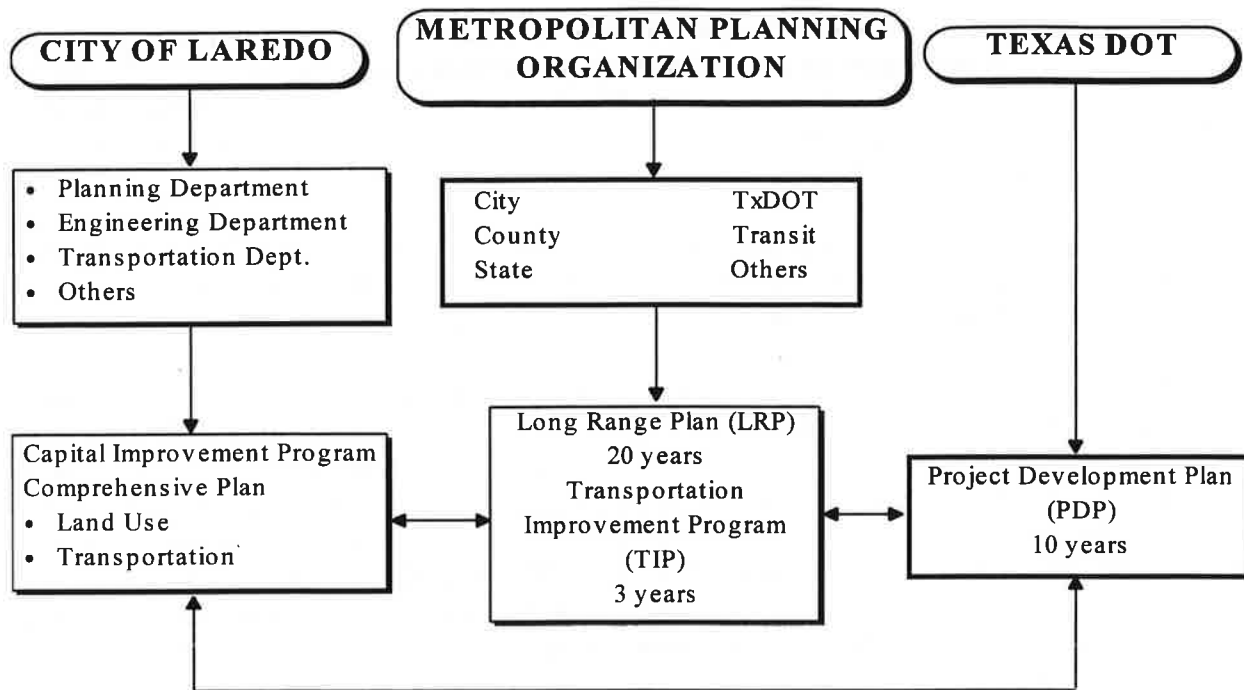 CITY OF LAREDO
METROPOLITAN PLANNING
ORGANIZATION
TEXAS DOT
• Planning Department
• Engineering Department
• Transportation Dept.
• Others
City TxDOT
County Transit
State Others
Capital Improvement Program
Comprehensive Plan
• Land Use
• Transportation
Long Range Plan (LRP)
20 years
Transportation
Improvement Program
(TIP)
3 years
Project Development Plan
(PDP)
10 years